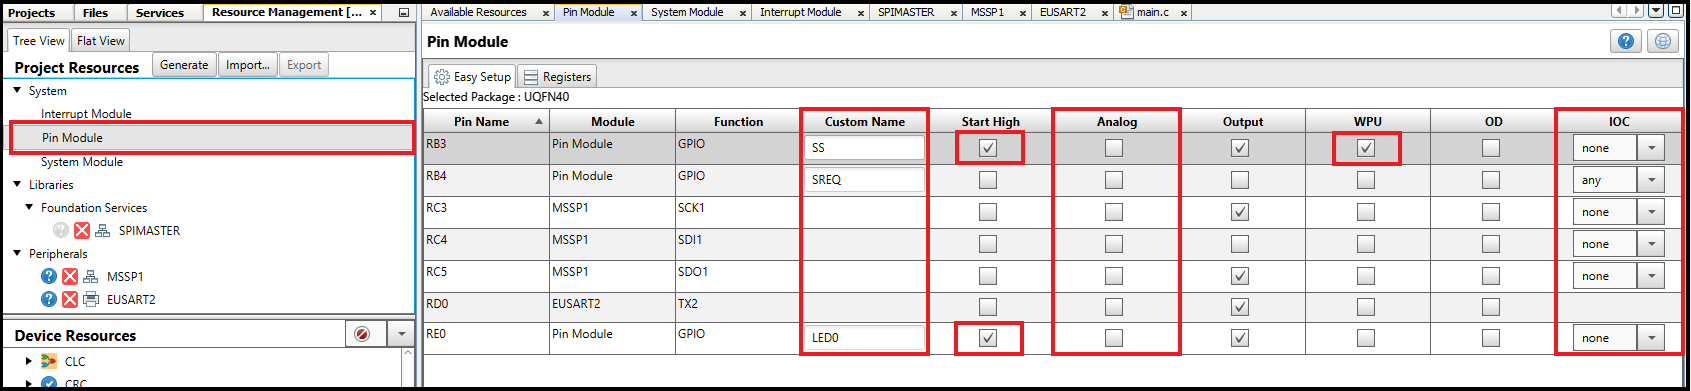 Projects Files Services Resource Management [... ×
Tree View Flat View
Project Resources Generate Import... Export
System
Interrupt Module
Pin Module
System Module
Libraries
Foundation Services
SPIMASTER
Peripherals
MSSP1
EUSART2
Device Resources
CLC
CRC
Available Resources × Pin Module × System Module × Interrupt Module × SPIMASTER × MSSP1 × EUSART2 × main.c ×
Pin Module
Easy Setup Registers
Selected Package : UQFN40
Pin Name Module Function Custom Name Start High Analog Output WPU OD IOC
RB3 Pin Module GPIO SS none
RB4 Pin Module GPIO SREQ any
RC3 MSSP1 SCK1 none
RC4 MSSP1 SDI1 none
RC5 MSSP1 SDO1 none
RD0 EUSART2 TX2
RE0 Pin Module GPIO LED0 none